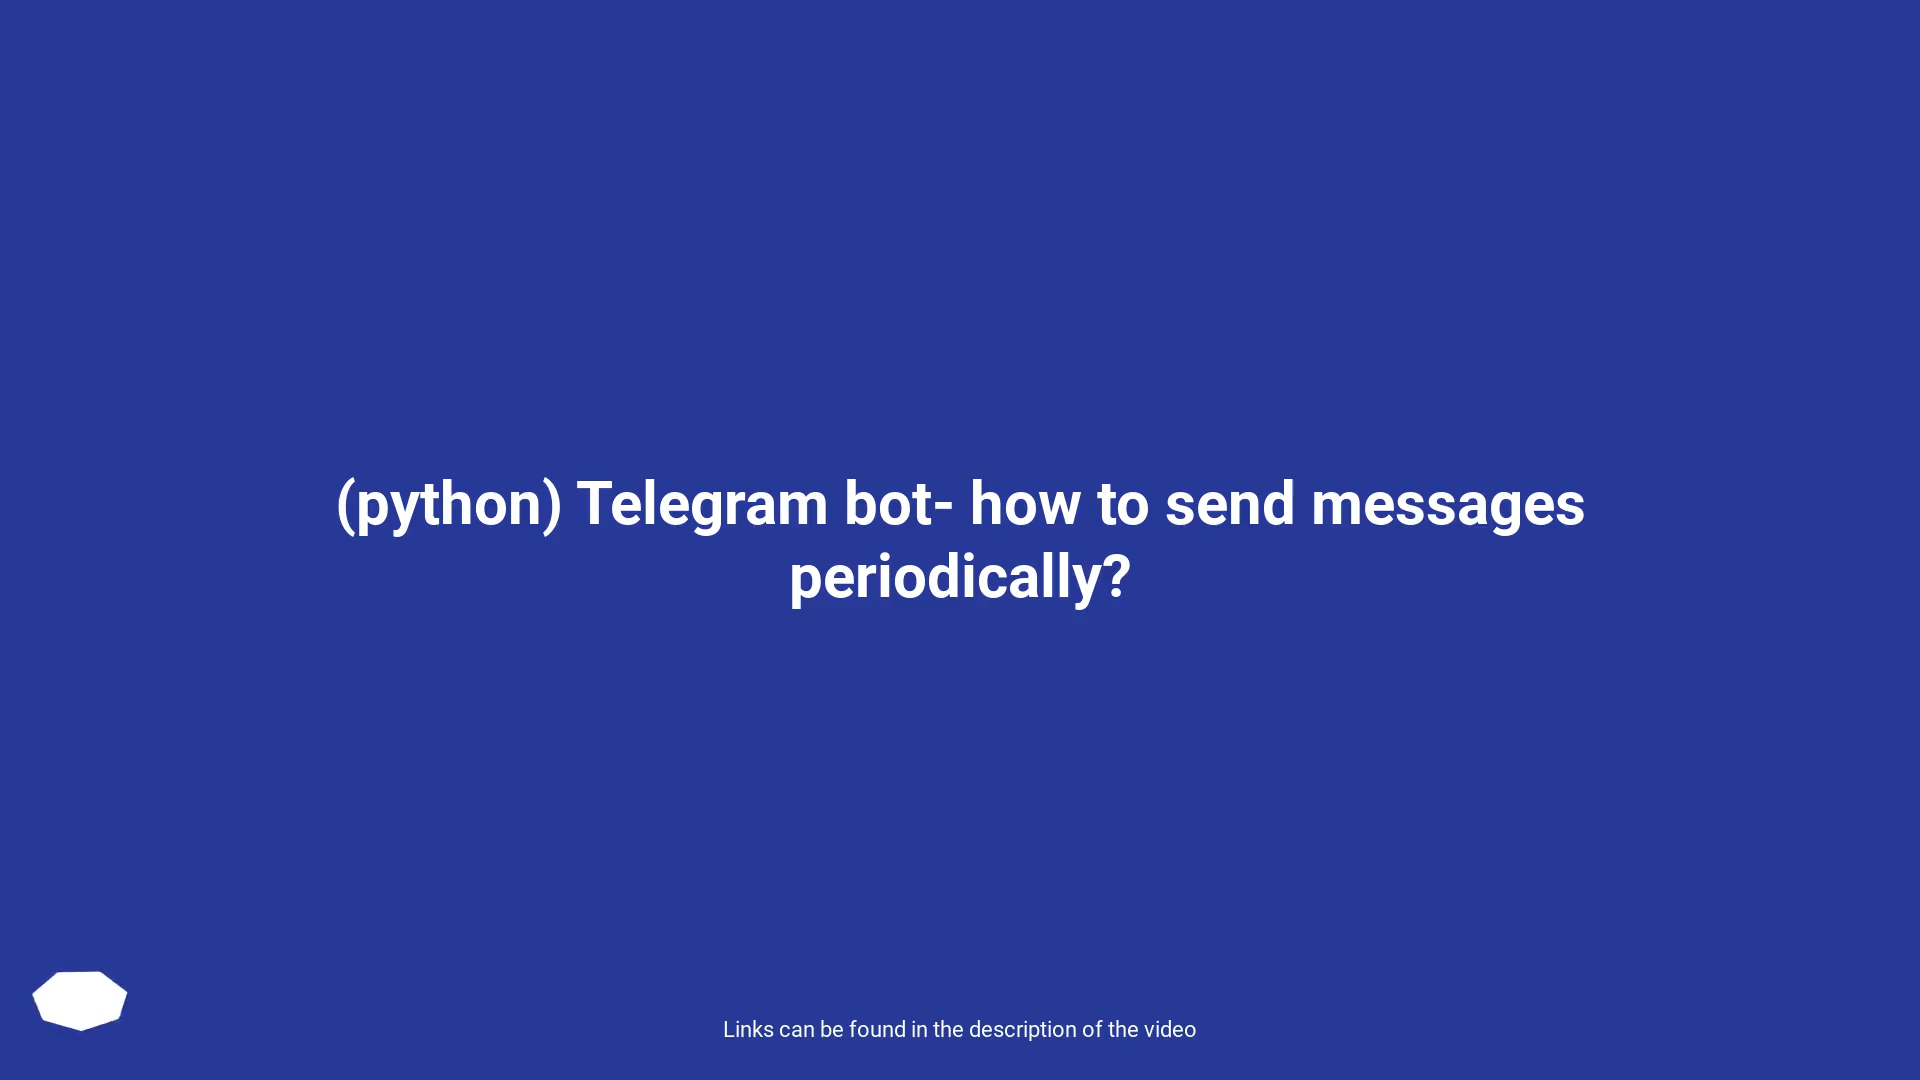 (python) Telegram bot- how to send messages
periodically?
Links can be found in the description of the video